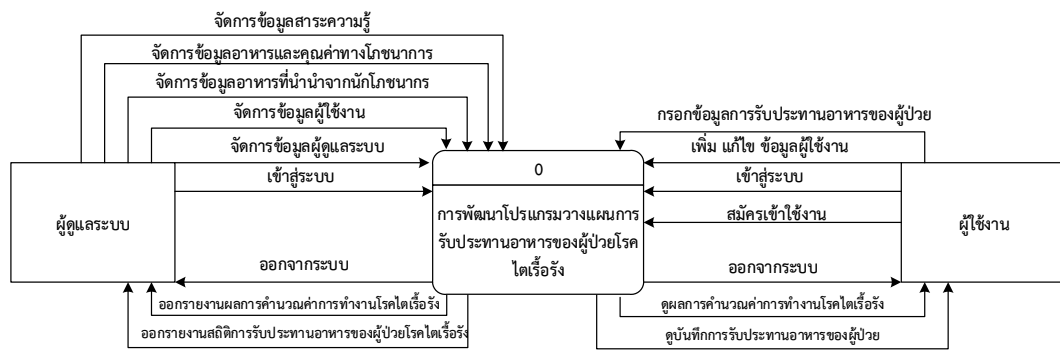 จัดการข้อมูลสาระความรู้
จัดการข้อมูลอาหารและคุณค่าทางโภชนาการ
จัดการข้อมูลอาหารที่นำนำจากนักโภชนากร
จัดการข้อมูลผู้ใช้งาน
จัดการข้อมูลผู้ดูแลระบบ
เข้าสู่ระบบ
ผู้ดูแลระบบ
ออกจากระบบ
ออกรายงานผลการคำนวณค่าการทำงานโรคไตเรื้อรัง
ออกรายงานสถิติการรับประทานอาหารของผู้ป่วยโรคไตเรื้อรัง
0
การพัฒนาโปรแกรมวางแผนการ
รับประทานอาหารของผู้ป่วยโรค
ไตเรื้อรัง
กรอกข้อมูลการรับประทานอาหารของผู้ป่วย
เพิ่ม แก้ไข ข้อมูลผู้ใช้งาน
เข้าสู่ระบบ
สมัครเข้าใช้งาน
ผู้ใช้งาน
ออกจากระบบ
ดูผลการคำนวณค่าการทำงานโรคไตเรื้อรัง
ดูบันทึกการรับประทานอาหารของผู้ป่วย